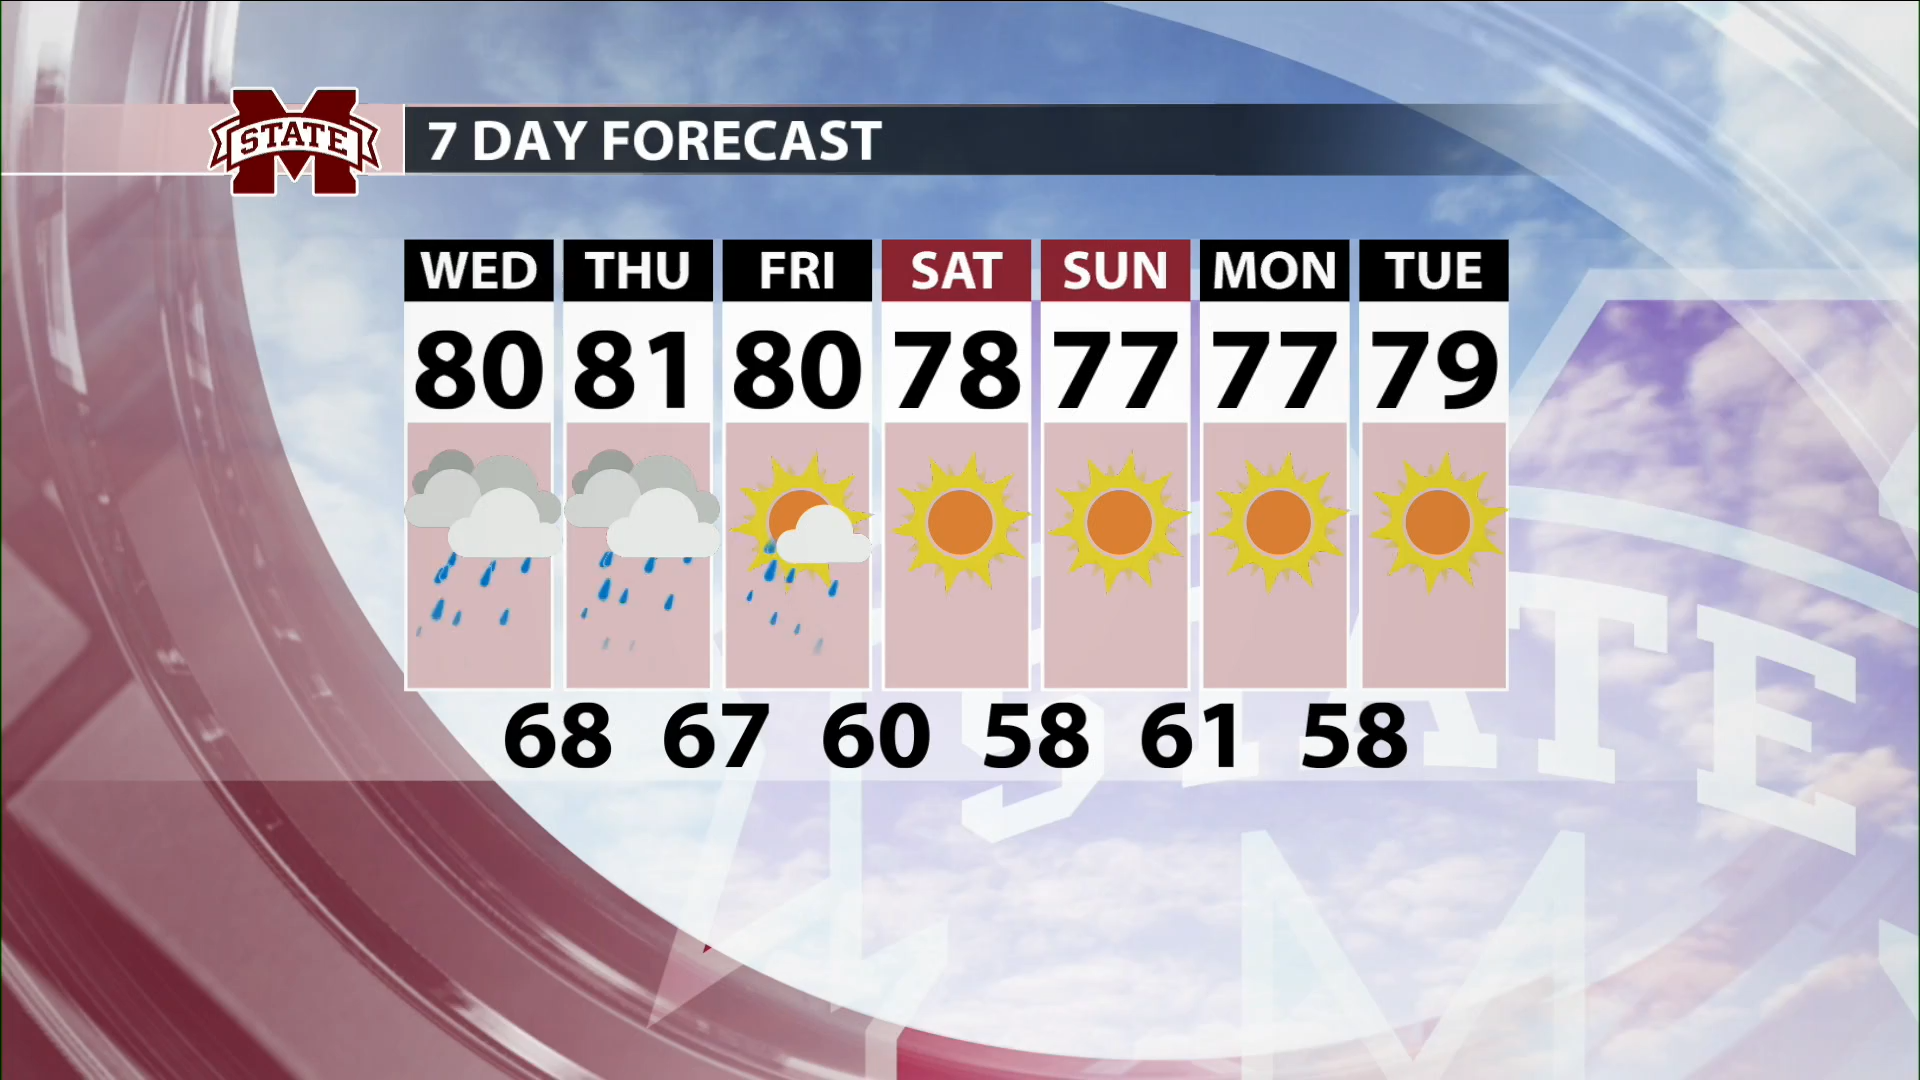 STATE
7 DAY FORECAST
WED THU FRI SAT SUN MON TUE
80 81 80 78 77 77 79
68 67 60 58 61 58
STATE
M